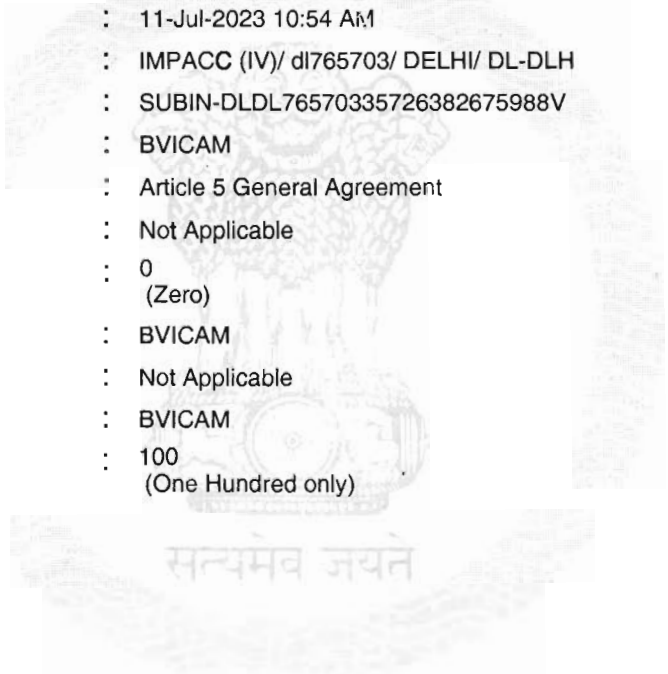 : 11-Jul-2023 10:54 AM
: IMPACC (IV)/ dl765703/ DELHI/ DL-DLH
: SUBIN-DLDL76570335726382675988V
: BVICAM
: Article 5 General Agreement
: Not Applicable
: 0
(Zero)
: BVICAM
: Not Applicable
: BVICAM
: 100
(One Hundred only)
सत्यमेव जयते